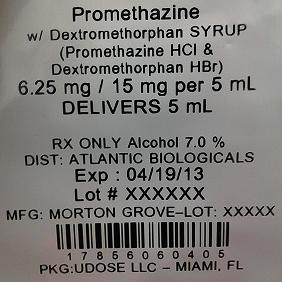 Promethazine
w/ Dextromethorphan SYRUP
(Promethazine HCl &
Dextromethorphan HBr)
6.25 mg / 15 mg per 5 mL
DELIVERS 5 mL
RX ONLY Alcohol 7.0 %
DIST: ATLANTIC BIOLOGICALS
Exp : 04/19/13
Lot # XXXXXX
MFG: MORTON GROVE–LOT: XXXXX
17856060405
PKG:UDOSE LLC – MIAMI, FL